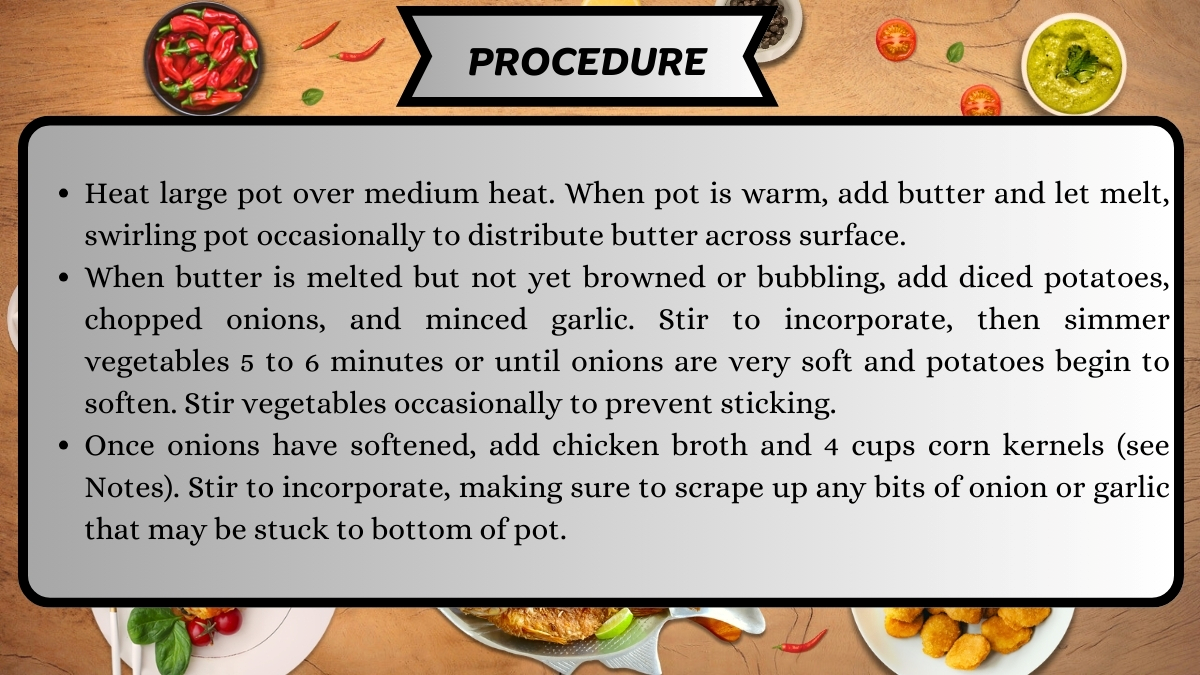 PROCEDURE
• Heat large pot over medium heat. When pot is warm, add butter and let melt,
swirling pot occasionally to distribute butter across surface.
• When butter is melted but not yet browned or bubbling, add diced potatoes,
chopped onions, and minced garlic. Stir to incorporate, then simmer
vegetables 5 to 6 minutes or until onions are very soft and potatoes begin to
soften. Stir vegetables occasionally to prevent sticking.
• Once onions have softened, add chicken broth and 4 cups corn kernels (see
Notes). Stir to incorporate, making sure to scrape up any bits of onion or garlic
that may be stuck to bottom of pot.